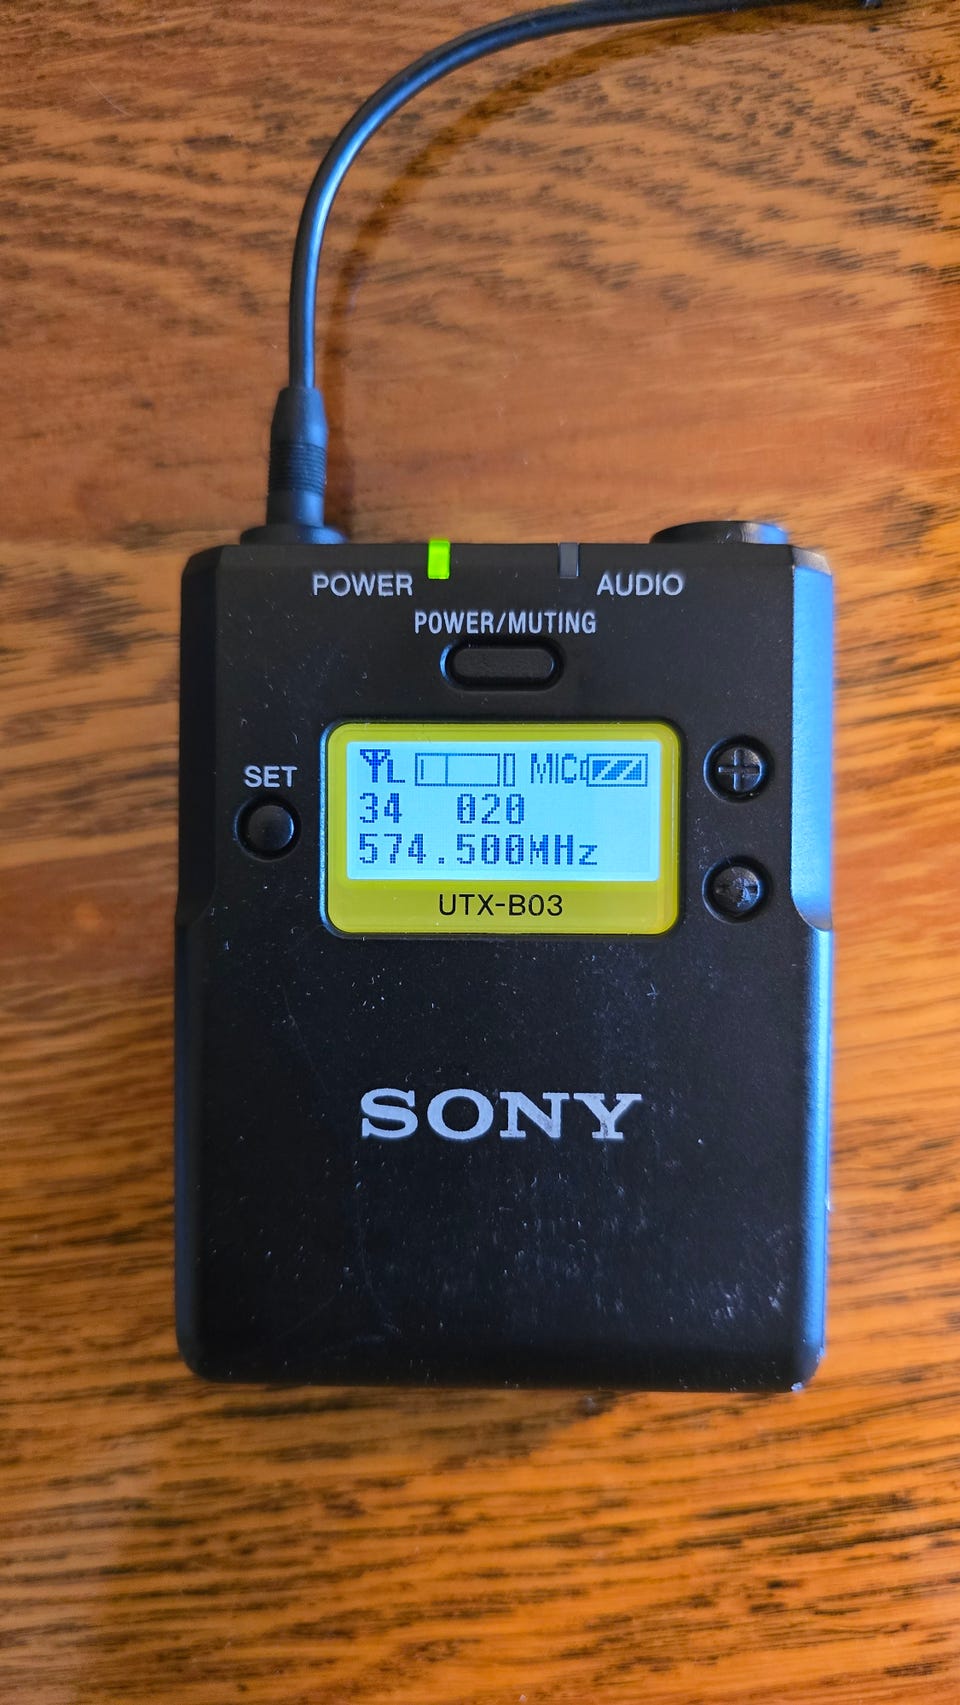 POWER AUDIO
POWER/MUTING
SET
L MIC
34 020
574.500MHz
UTX-B03
SONY